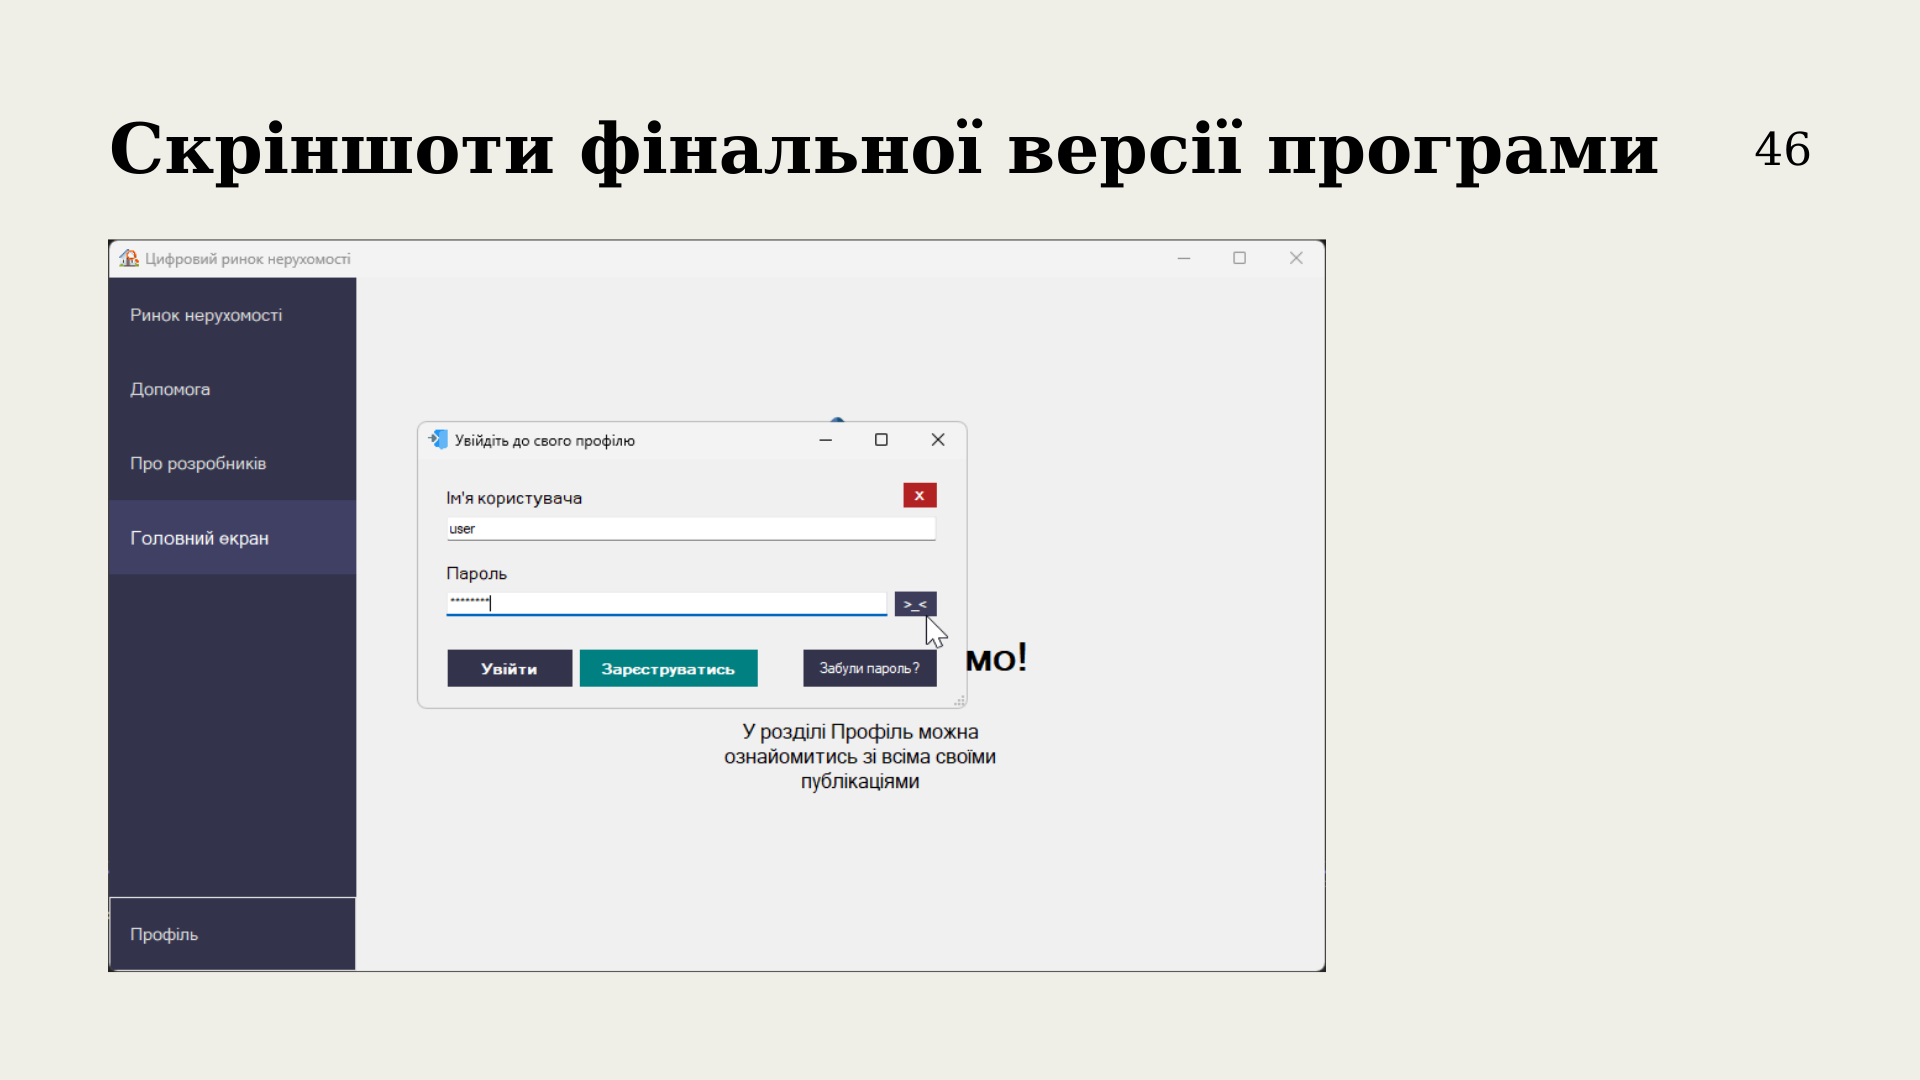 Скріншоти фінальної версії програми
46
Цифровий ринок нерухомості
Ринок нерухомості
Допомога
Про розробників
Головний екран
Увійдіть до свого профілю
Ім'я користувача
x
user
Пароль
********
>_<
Увійти
Зареєструватись
Забули пароль?
мо!
У розділі Профіль можна
ознайомитись зі всіма своїми
публікаціями
Профіль